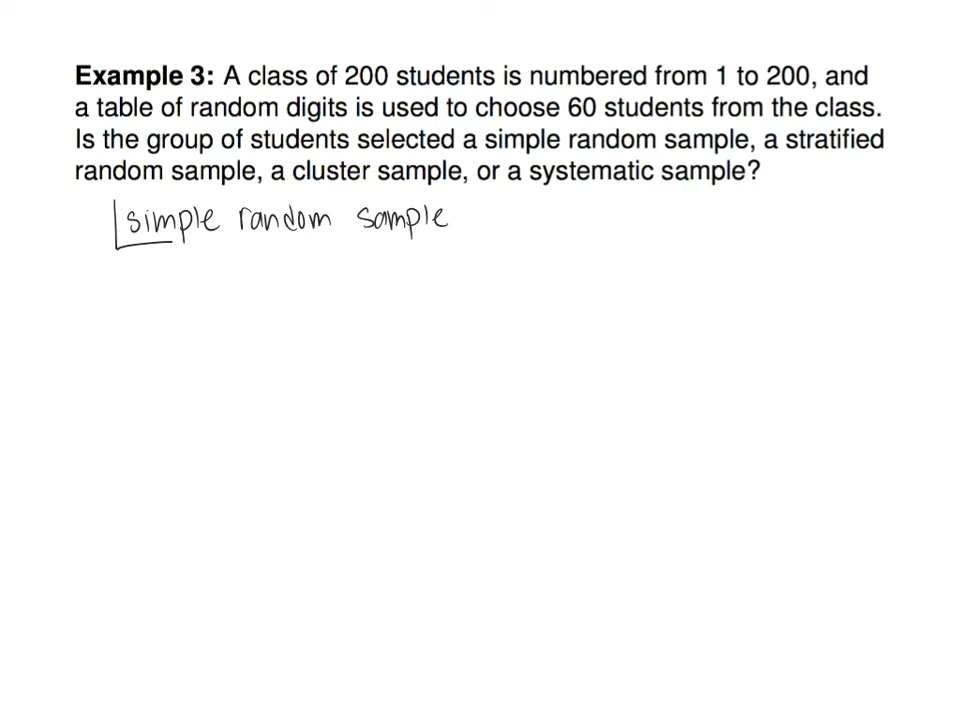 Example 3: A class of 200 students is numbered from 1 to 200, and
a table of random digits is used to choose 60 students from the class.
Is the group of students selected a simple random sample, a stratified
random sample, a cluster sample, or a systematic sample?
simple random sample